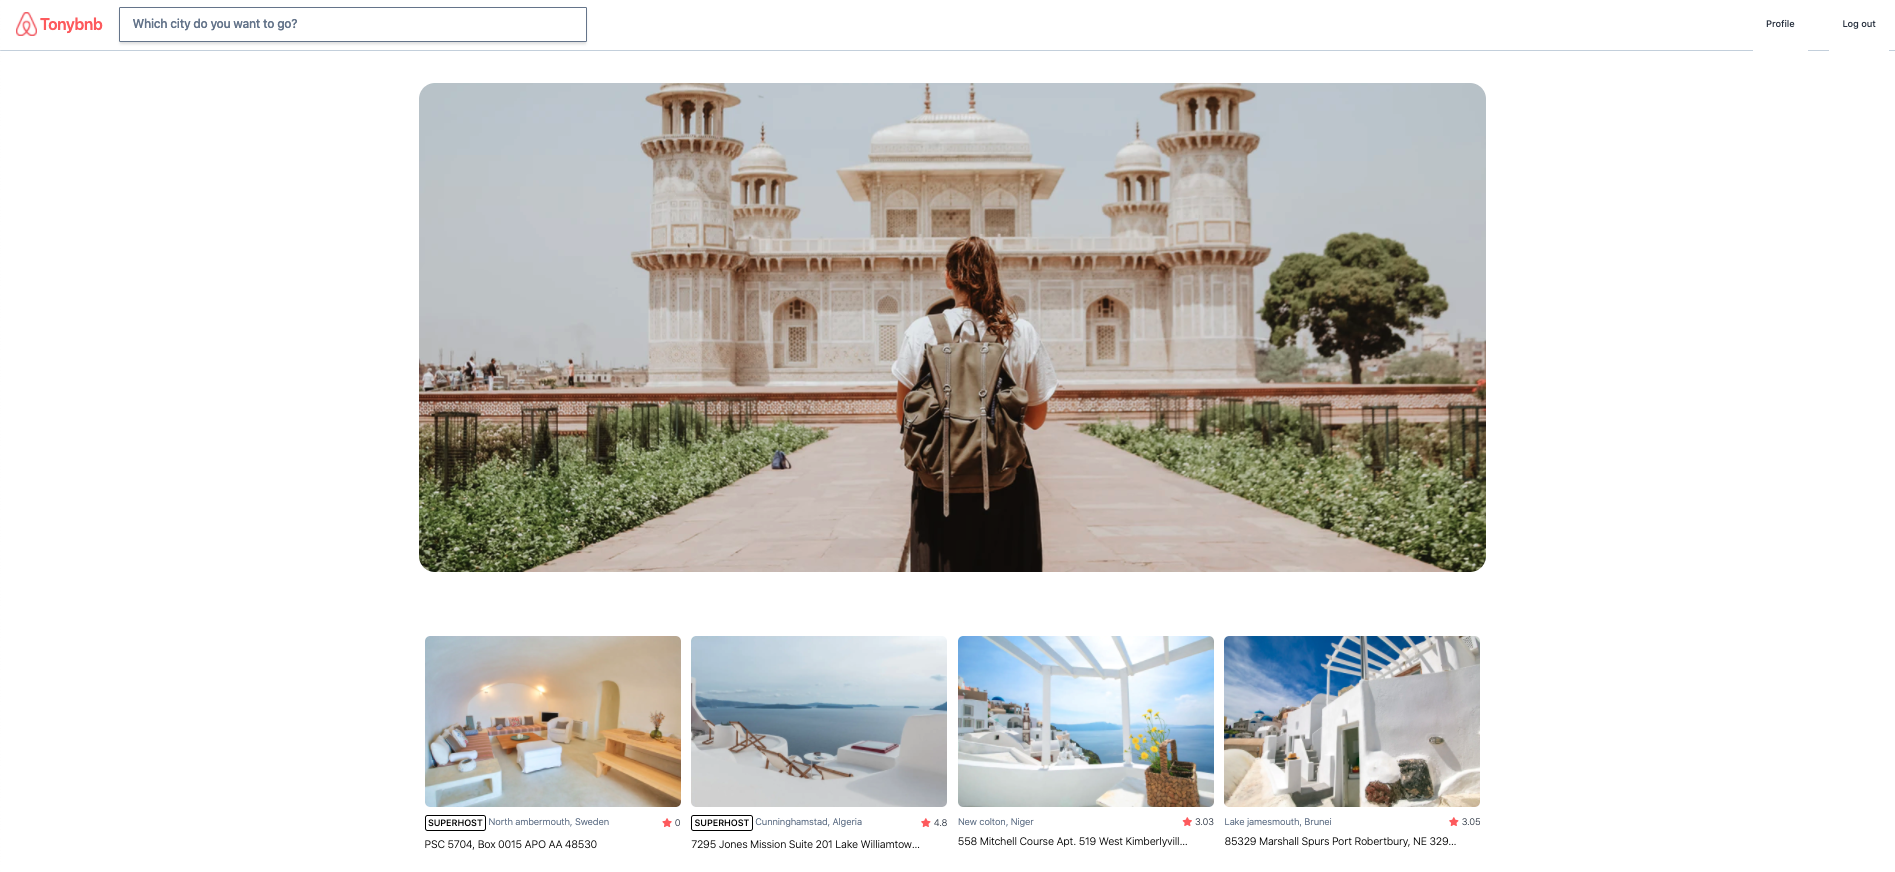 Tonybnb
Which city do you want to go?
Profile
Log out
SUPERHOST North ambermouth, Sweden 0
PSC 5704, Box 0015 APO AA 48530
SUPERHOST Cunninghamstad, Algeria 4.8
7295 Jones Mission Suite 201 Lake Williamtow...
New colton, Niger 3.03
558 Mitchell Course Apt. 519 West Kimberlyvill...
Lake jamesmouth, Brunei 3.05
85329 Marshall Spurs Port Robertbury, NE 329...